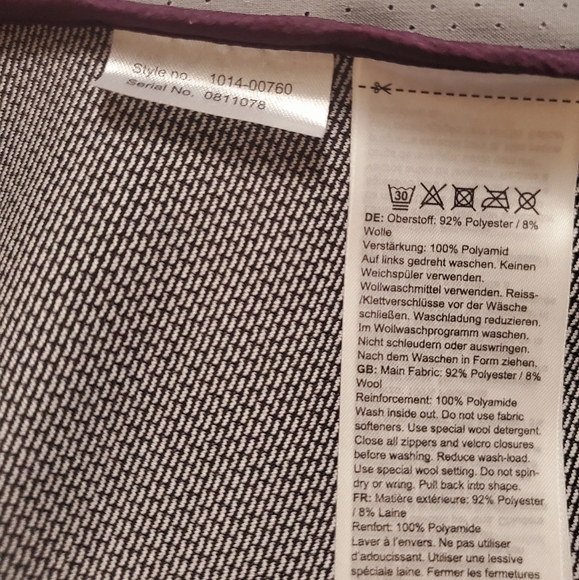 Style no. 1014-00760
Serial No. 0811078
30
DE: Oberstoff: 92% Polyester / 8%
Wolle
Verstärkung: 100% Polyamid
Auf links gedreht waschen. Keinen
Weichspüler verwenden.
Wollwaschmittel verwenden. Reiss-
/Klettverschlüsse vor der Wäsche
schließen. Waschladung reduzieren.
Im Wollwaschprogramm waschen.
Nicht schleudern oder auswringen.
Nach dem Waschen in Form ziehen.
GB: Main Fabric: 92% Polyester / 8%
Wool
Reinforcement: 100% Polyamide
Wash inside out. Do not use fabric
softeners. Use special wool detergent.
Close all zippers and velcro closures
before washing. Reduce wash-load.
Use special wool setting. Do not spin-
dry or wring. Pull back into shape.
FR: Matière extérieure: 92% Polyester
/ 8% Laine
Renfort: 100% Polyamide
Laver à l'envers. Ne pas utiliser
d'adoucissant. Utiliser une lessive
spéciale laine. Fermer les fermetures